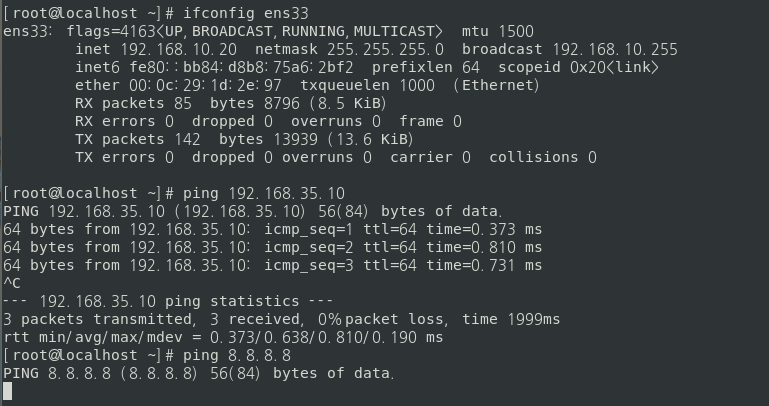 [root@localhost ~]# ifconfig ens33
ens33: flags=4163<UP,BROADCAST,RUNNING,MULTICAST>  mtu 1500
        inet 192.168.10.20  netmask 255.255.255.0  broadcast 192.168.10.255
        inet6 fe80::bb84:d8b8:75a6:2bf2  prefixlen 64  scopeid 0x20<link>
        ether 00:0c:29:1d:2e:97  txqueuelen 1000  (Ethernet)
        RX packets 85  bytes 8796 (8.5 KiB)
        RX errors 0  dropped 0  overruns 0  frame 0
        TX packets 142  bytes 13939 (13.6 KiB)
        TX errors 0  dropped 0 overruns 0  carrier 0  collisions 0

[root@localhost ~]# ping 192.168.35.10
PING 192.168.35.10 (192.168.35.10) 56(84) bytes of data.
64 bytes from 192.168.35.10: icmp_seq=1 ttl=64 time=0.373 ms
64 bytes from 192.168.35.10: icmp_seq=2 ttl=64 time=0.810 ms
64 bytes from 192.168.35.10: icmp_seq=3 ttl=64 time=0.731 ms
^C
--- 192.168.35.10 ping statistics ---
3 packets transmitted, 3 received, 0% packet loss, time 1999ms
rtt min/avg/max/mdev = 0.373/0.638/0.810/0.190 ms
[root@localhost ~]# ping 8.8.8.8
PING 8.8.8.8 (8.8.8.8) 56(84) bytes of data.